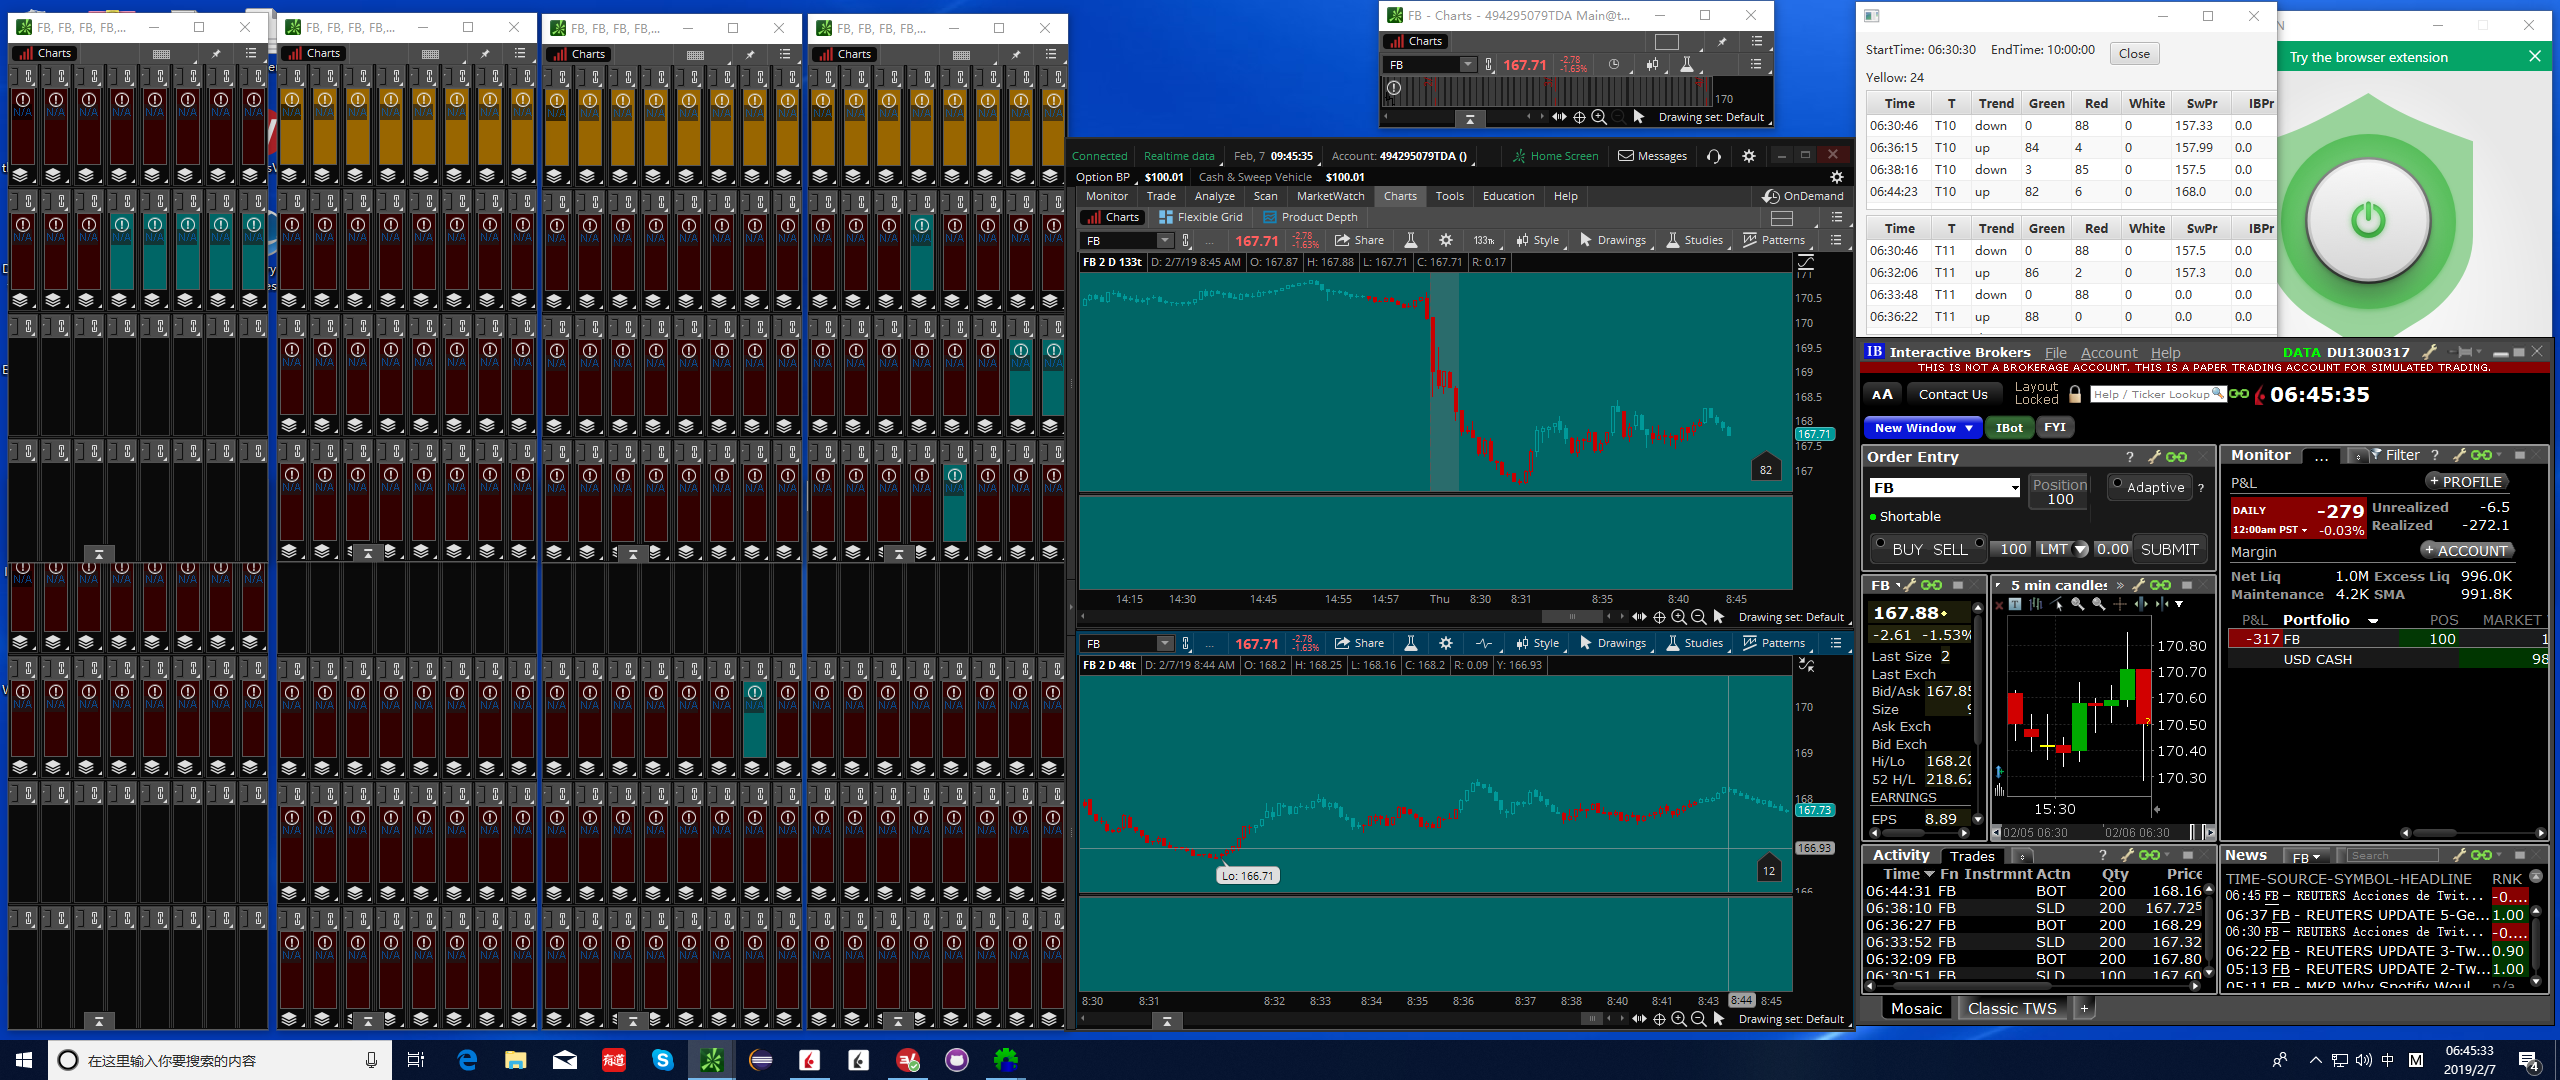 FB, FB, FB, FB,...
Charts
FB, FB, FB, FB,...
Charts
FB, FB, FB, FB,...
Charts
FB, FB, FB, FB,...
Charts
FB - Charts - 494295079TDA Main@t...
Charts
FB 167.71 -2.78 -1.63%
170
Drawing set: Default
Connected Realtime data Feb, 7 09:45:35 Account: 494295079TDA () Home Screen Messages
Option BP $100.01 Cash & Sweep Vehicle $100.01
Monitor Trade Analyze Scan MarketWatch Charts Tools Education Help OnDemand
Charts Flexible Grid Product Depth
FB 167.71 -2.78 -1.63% Share 133tk Style Drawings Studies Patterns
FB 2 D 133t D: 2/7/19 8:45 AM O: 167.87 H: 167.88 L: 167.71 C: 167.71 R: 0.17
171
170.5
170
169.5
169
168.5
168
167.71
167.5
167
82
14:15 14:30 14:45 14:55 14:57 Thu 8:30 8:31 8:35 8:40 8:45
Drawing set: Default
FB 167.71 -2.78 -1.63% Share Style Drawings Studies Patterns
FB 2 D 48t D: 2/7/19 8:44 AM O: 168.2 H: 168.25 L: 168.16 C: 168.2 R: 0.09 Y: 166.93
170
169
168
167.73
166.93
166
Lo: 166.71
12
8:30 8:31 8:32 8:33 8:34 8:35 8:36 8:37 8:38 8:40 8:41 8:43 8:44 8:45
Drawing set: Default
StartTime: 06:30:30 EndTime: 10:00:00 Close
Yellow: 24
Time T Trend Green Red White SwPr IBPr
06:30:46 T10 down 0 88 0 157.33 0.0
06:36:15 T10 up 84 4 0 157.99 0.0
06:38:16 T10 down 3 85 0 157.5 0.0
06:44:23 T10 up 82 6 0 168.0 0.0
Time T Trend Green Red White SwPr IBPr
06:30:46 T11 down 0 88 0 157.5 0.0
06:32:06 T11 up 86 2 0 157.3 0.0
06:33:48 T11 down 0 88 0 0.0 0.0
06:36:22 T11 up 88 0 0 0.0 0.0
N
Try the browser extension
IB Interactive Brokers File Account Help DATA DU1300317
THIS IS NOT A BROKERAGE ACCOUNT. THIS IS A PAPER TRADING ACCOUNT FOR SIMULATED TRADING.
AA Contact Us Layout Locked Help / Ticker Lookup 06:45:35
New Window IBot FYI
Order Entry
FB Position 100 Adaptive ?
Shortable
BUY SELL 100 LMT 0.00 SUBMIT
Monitor ... Filter ?
P&L + PROFILE
DAILY -279 Unrealized -6.5
12:00am PST -0.03% Realized -272.1
Margin + ACCOUNT
Net Liq 1.0M Excess Liq 996.0K
Maintenance 4.2K SMA 991.8K
P&L Portfolio POS MARKET
-317 FB 100 1
USD CASH 98
FB
167.88
-2.61 -1.53%
Last Size 2
Last Exch
Bid/Ask 167.85
Size
Ask Exch
Bid Exch
Hi/Lo 168.20
52 H/L 218.62
EARNINGS
EPS 8.89
5 min candles
170.80
170.70
170.60
170.50
170.40
170.30
15:30
02/05 06:30 02/06 06:30
Activity Trades
Time Fn Instrmnt Actn Qty Price
06:44:31 FB BOT 200 168.16
06:38:10 FB SLD 200 167.725
06:36:27 FB BOT 200 168.29
06:33:52 FB SLD 200 167.32
06:32:09 FB BOT 200 167.80
06:30:51 FB SLD 100 167.60
News FB Search
TIME-SOURCE-SYMBOL-HEADLINE RNK
06:45 FB - REUTERS Acciones de Twit... -0....
06:37 FB - REUTERS UPDATE 5-Ge... 1.00
06:30 FB - REUTERS Acciones de Twit... -0....
06:22 FB - REUTERS UPDATE 3-Tw... 0.90
05:13 FB - REUTERS UPDATE 2-Tw... 1.00
05:11 FB - MKP Why Spotify Woul n/a
Mosaic Classic TWS +
在这里输入你要搜索的内容
中 M
06:45:33
2019/2/7
4